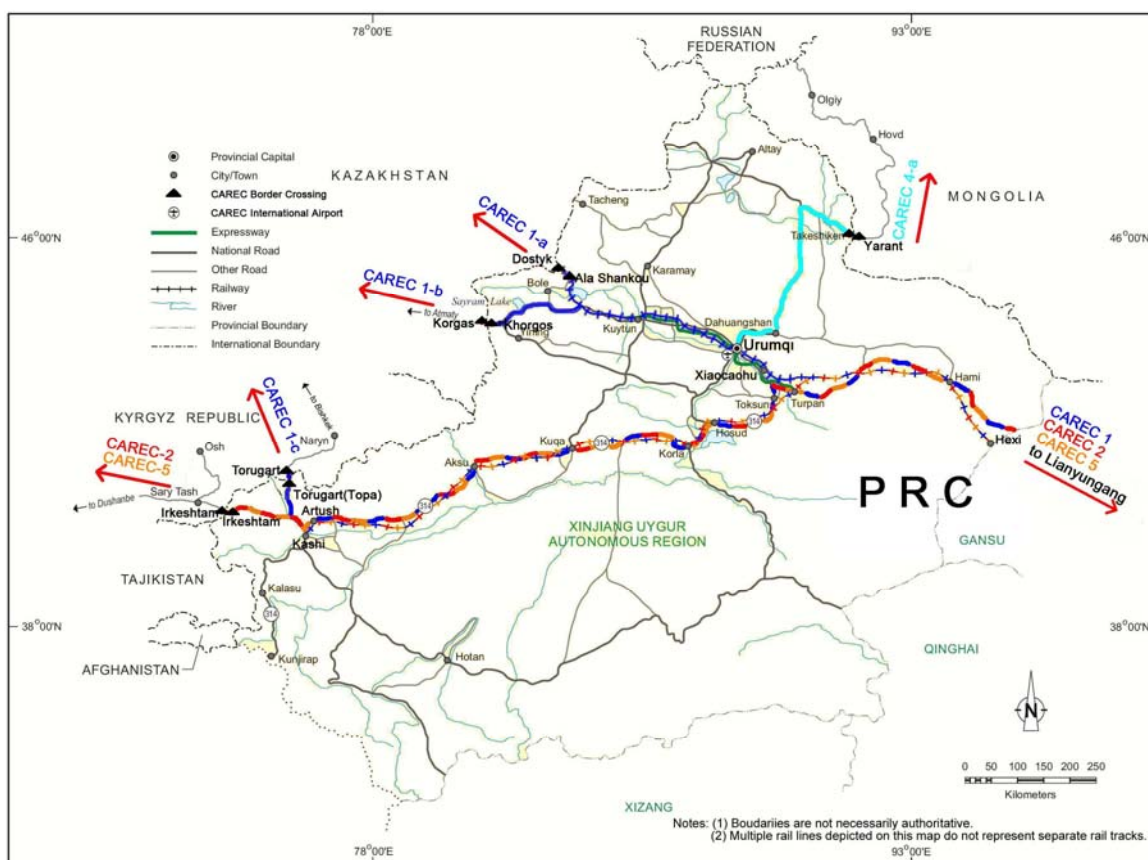 78°00'E
93°00'E
RUSSIAN
FEDERATION
Olgiy
Hovd
Altay
Provincial Capital
City/Town
CAREC Border Crossing
CAREC International Airport
Expressway
National Road
Other Road
Railway
River
Provincial Boundary
International Boundary
KAZAKHSTAN
Tacheng
CAREC 4-a
MONGOLIA
CAREC 1-a
46°00'N
46°00'N
Takeshiken
Yarant
Dostyk
Ala Shankou
Karamay
CAREC 1-b
Bole
Sayram Lake
to Almaty
Korgas
Khorgos
Yining
Kuytun
Dahuangshan
Urumqı
Xiaocaohu
Hami
Toksun
Turpan
CAREC 1-c
to Bishkek
KYRGYZ REPUBLIC
Naryn
Osh
CAREC-2
CAREC-5
Hosud
314
Kuqa
314
Korla
Hexi
CAREC 1
CAREC 2
CAREC 5
to Lianyungang
Aksu
Torugart
Torugart(Topa)
Sary Tash
to Dushanbe
Irkeshtam
Irkeshtam
Artush
314
Kashi
PRC
XINJIANG UYGUR
AUTONOMOUS REGION
GANSU
TAJIKISTAN
Kalasu
314
38°00'N
38°00'N
AFGHANISTAN
Kunjirap
Hotan
QINGHAI
N
0 25 50 100 150 200 250
Kilometers
XIZANG
Notes: (1) Boudariies are not necessarily authoritative.
(2) Multiple rail lines depicted on this map do not represent separate rail tracks.
78°00'E
93°00'E